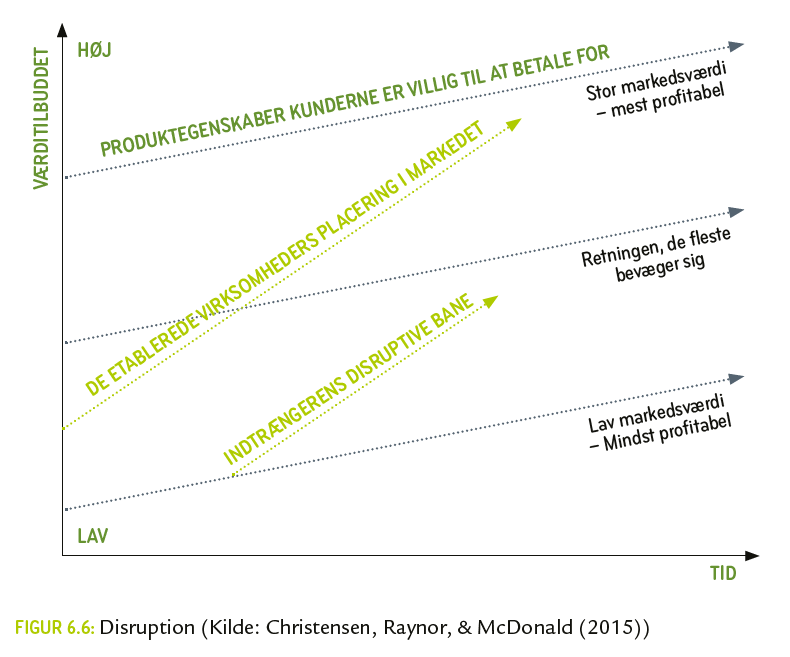 HØJ
VÆRDITILBUDDET
PRODUKTEGENSKABER KUNDERNE ER VILLIG TIL AT BETALE FOR
Stor markedsværdi
– mest profitabel
DE ETABLEREDE VIRKSOMHEDERS PLACERING I MARKEDET
Retningen, de fleste
bevæger sig
INDTRÆNGERENS DISRUPTIVE BANE
Lav markedsværdi
– Mindst profitabel
LAV
TID
FIGUR 6.6: Disruption (Kilde: Christensen, Raynor, & McDonald (2015))